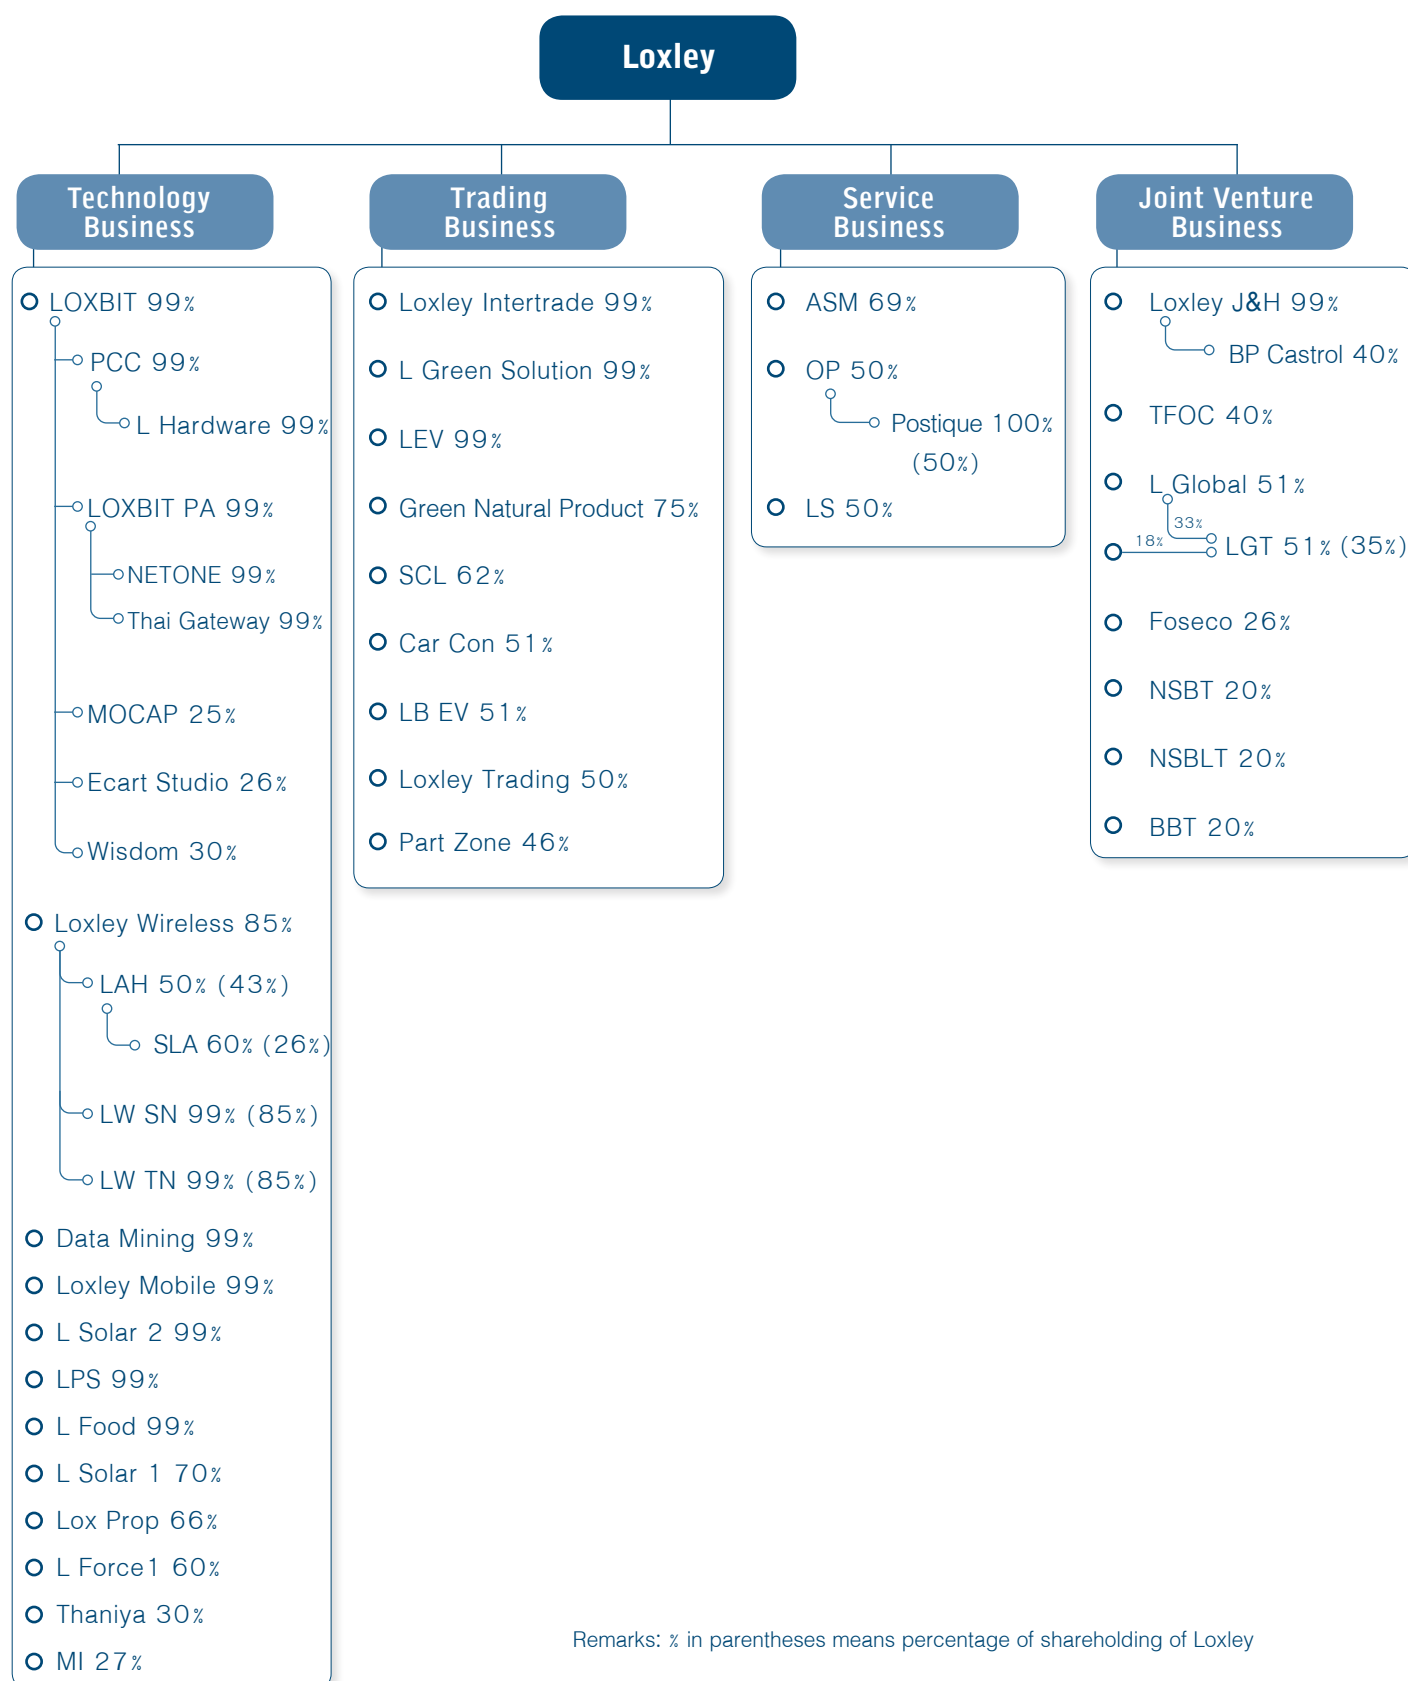 Loxley
Technology
Business
LOXBIT 99%
PCC 99%
L Hardware 99%
LOXBIT PA 99%
NETONE 99%
Thai Gateway 99%
MOCAP 25%
Ecart Studio 26%
Wisdom 30%
Loxley Wireless 85%
LAH 50% (43%)
SLA 60% (26%)
LW SN 99% (85%)
LW TN 99% (85%)
Data Mining 99%
Loxley Mobile 99%
L Solar 2 99%
LPS 99%
L Food 99%
L Solar 1 70%
Lox Prop 66%
L Force1 60%
Thaniya 30%
MI 27%
Trading
Business
Loxley Intertrade 99%
L Green Solution 99%
LEV 99%
Green Natural Product 75%
SCL 62%
Car Con 51%
LB EV 51%
Loxley Trading 50%
Part Zone 46%
Service
Business
ASM 69%
OP 50%
Postique 100%
(50%)
LS 50%
Joint Venture
Business
Loxley J&H 99%
BP Castrol 40%
TFOC 40%
L Global 51%
33%
18%
LGT 51% (35%)
Foseco 26%
NSBT 20%
NSBLT 20%
BBT 20%
Remarks: % in parentheses means percentage of shareholding of Loxley